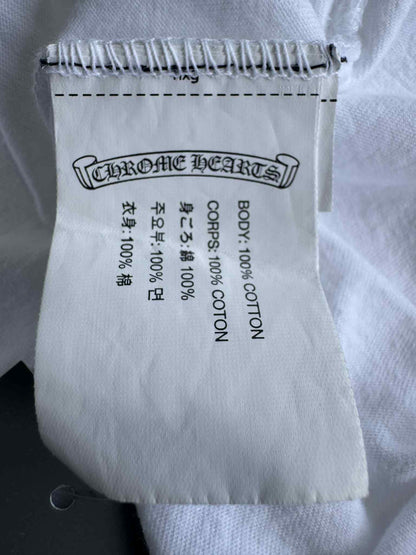 CHROME HEARTS
BODY: 100% COTTON
CORPS: 100% COTON
身ごろ: 綿 100%
주요부: 100% 면
衣身: 100% 棉